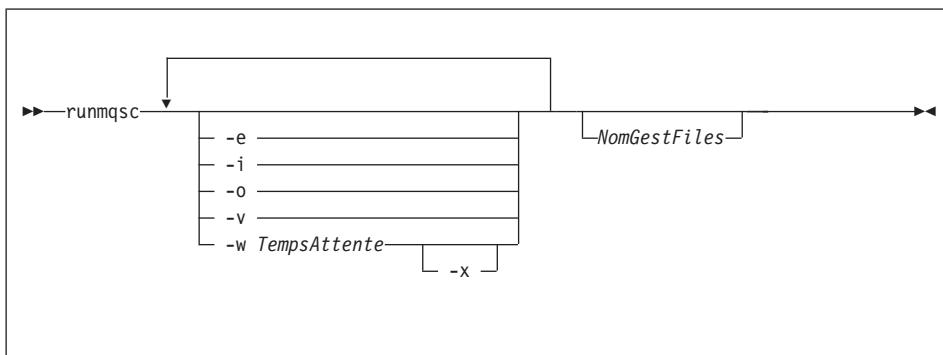 runmqsc
NomGestFiles
-e
-i
-o
-v
-w TempsAttente
-x